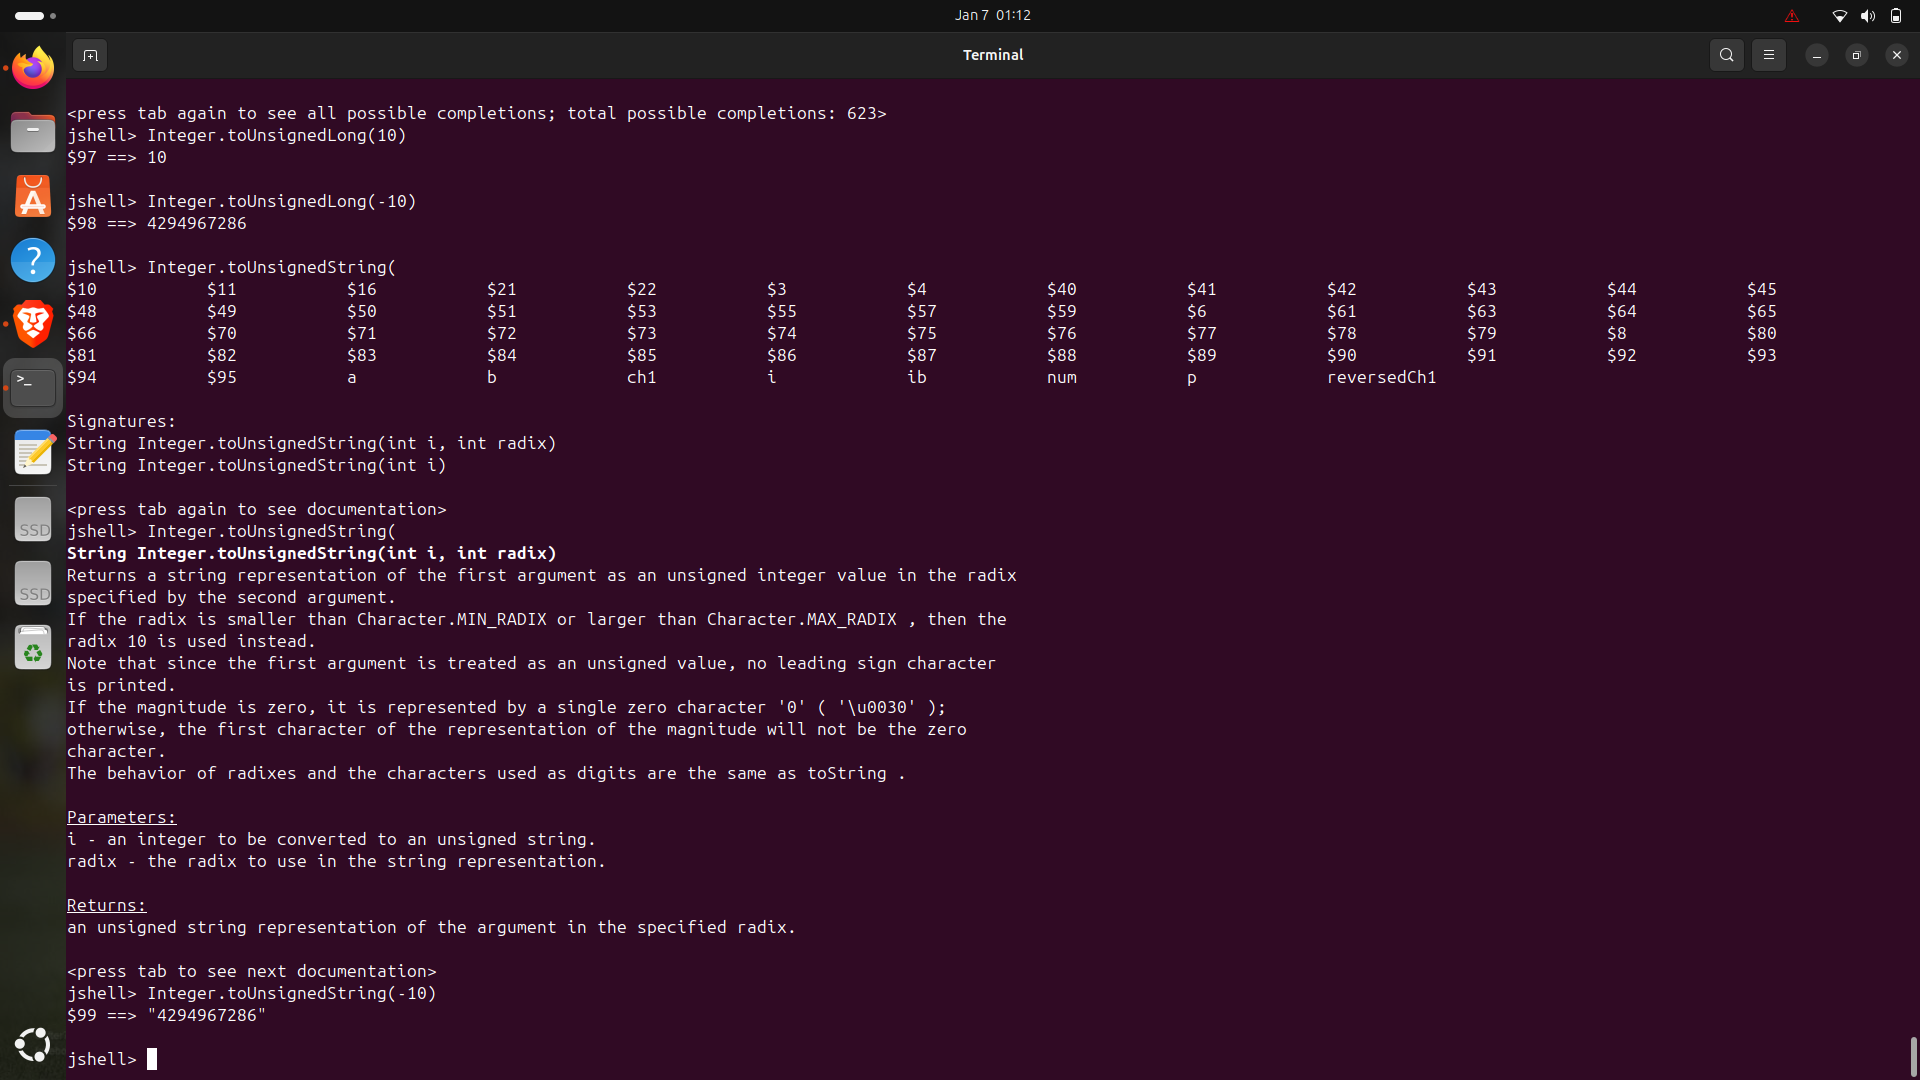 Jan 7 01:12
Terminal
<press tab again to see all possible completions; total possible completions: 623>
jshell> Integer.toUnsignedLong(10)
$97 ==> 10
jshell> Integer.toUnsignedLong(-10)
$98 ==> 4294967286
jshell> Integer.toUnsignedString(
$10 $11 $16 $21 $22 $3 $4 $40 $41 $42 $43 $44 $45
$48 $49 $50 $51 $53 $55 $57 $59 $6 $61 $63 $64 $65
$66 $70 $71 $72 $73 $74 $75 $76 $77 $78 $79 $8 $80
$81 $82 $83 $84 $85 $86 $87 $88 $89 $90 $91 $92 $93
$94 $95 a b ch1 i ib num p reversedCh1
Signatures:
String Integer.toUnsignedString(int i, int radix)
String Integer.toUnsignedString(int i)
<press tab again to see documentation>
jshell> Integer.toUnsignedString(
String Integer.toUnsignedString(int i, int radix)
Returns a string representation of the first argument as an unsigned integer value in the radix
specified by the second argument.
If the radix is smaller than Character.MIN_RADIX or larger than Character.MAX_RADIX , then the
radix 10 is used instead.
Note that since the first argument is treated as an unsigned value, no leading sign character
is printed.
If the magnitude is zero, it is represented by a single zero character '0' ( '\u0030' );
otherwise, the first character of the representation of the magnitude will not be the zero
character.
The behavior of radixes and the characters used as digits are the same as toString .
Parameters:
i - an integer to be converted to an unsigned string.
radix - the radix to use in the string representation.
Returns:
an unsigned string representation of the argument in the specified radix.
<press tab to see next documentation>
jshell> Integer.toUnsignedString(-10)
$99 ==> "4294967286"
jshell>
SSD
SSD